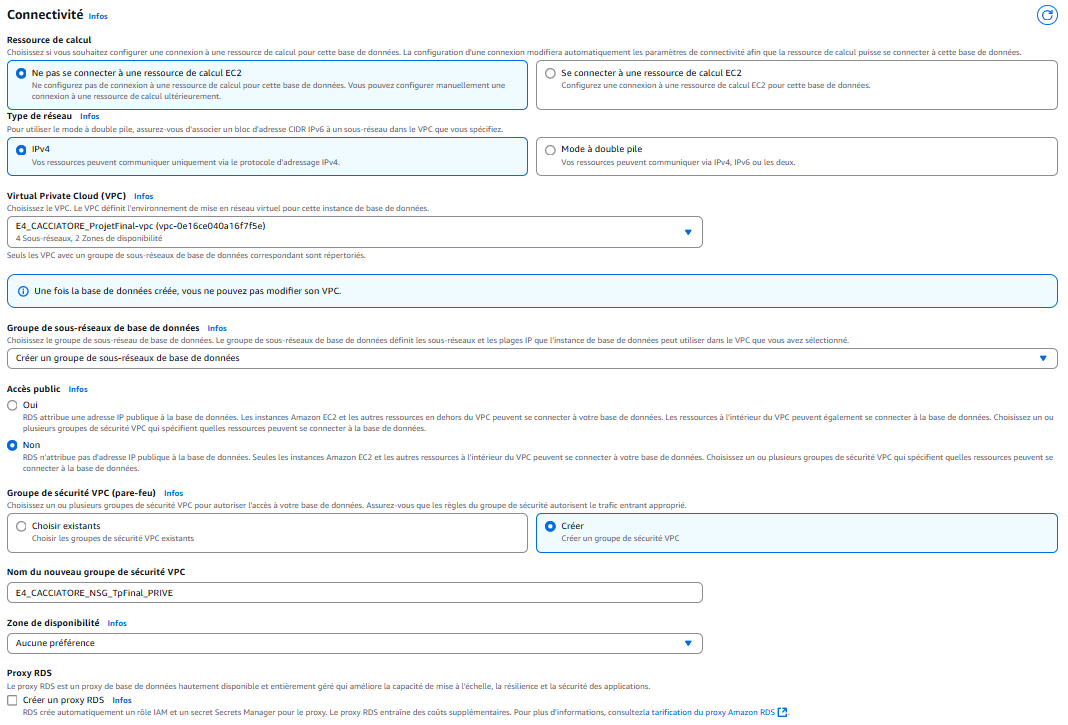 Connectivité Infos
Ressource de calcul
Choisissez si vous souhaitez configurer une connexion à une ressource de calcul pour cette base de données. La configuration d'une connexion modifiera automatiquement les paramètres de connectivité afin que la ressource de calcul puisse se connecter à cette base de données.
Ne pas se connecter à une ressource de calcul EC2
Ne configurez pas de connexion à une ressource de calcul pour cette base de données. Vous pouvez configurer manuellement une
connexion à une ressource de calcul ultérieurement.
Se connecter à une ressource de calcul EC2
Configurez une connexion à une ressource de calcul EC2 pour cette base de données.
Type de réseau Infos
Pour utiliser le mode à double pile, assurez-vous d'associer un bloc d'adresse CIDR IPv6 à un sous-réseau dans le VPC que vous spécifiez.
IPv4
Vos ressources peuvent communiquer uniquement via le protocole d'adressage IPv4.
Mode à double pile
Vos ressources peuvent communiquer via IPv4, IPv6 ou les deux.
Virtual Private Cloud (VPC) Infos
Choisissez le VPC. Le VPC définit l'environnement de mise en réseau virtuel pour cette instance de base de données.
E4_CACCIATORE_ProjetFinal-vpc (vpc-0e16ce040a16f7f5e)
4 Sous-réseaux, 2 Zones de disponibilité
Seuls les VPC avec un groupe de sous-réseaux de base de données correspondant sont répertoriés.
Une fois la base de données créée, vous ne pouvez pas modifier son VPC.
Groupe de sous-réseaux de base de données Infos
Choisissez le groupe de sous-réseau de base de données. Le groupe de sous-réseaux de base de données définit les sous-réseaux et les plages IP que l'instance de base de données peut utiliser dans le VPC que vous avez sélectionné.
Créer un groupe de sous-réseaux de base de données
Accès public Infos
Oui
RDS attribue une adresse IP publique à la base de données. Les instances Amazon EC2 et les autres ressources en dehors du VPC peuvent se connecter à votre base de données. Les ressources à l'intérieur du VPC peuvent également se connecter à la base de données. Choisissez un ou
plusieurs groupes de sécurité VPC qui spécifient quelles ressources peuvent se connecter à la base de données.
Non
RDS n'attribue pas d'adresse IP publique à la base de données. Seules les instances Amazon EC2 et les autres ressources à l'intérieur du VPC peuvent se connecter à votre base de données. Choisissez un ou plusieurs groupes de sécurité VPC qui spécifient quelles ressources peuvent se
connecter à la base de données.
Groupe de sécurité VPC (pare-feu) Infos
Choisissez un ou plusieurs groupes de sécurité VPC pour autoriser l'accès à votre base de données. Assurez-vous que les règles du groupe de sécurité autorisent le trafic entrant approprié.
Choisir existants
Choisir les groupes de sécurité VPC existants
Créer
Créer un groupe de sécurité VPC
Nom du nouveau groupe de sécurité VPC
E4_CACCIATORE_NSG_TpFinal_PRIVE
Zone de disponibilité Infos
Aucune préférence
Proxy RDS
Le proxy RDS est un proxy de base de données hautement disponible et entièrement géré qui améliore la capacité de mise à l'échelle, la résilience et la sécurité des applications.
Créer un proxy RDS Infos
RDS crée automatiquement un rôle IAM et un secret Secrets Manager pour le proxy. Le proxy RDS entraîne des coûts supplémentaires. Pour plus d'informations, consultezla tarification du proxy Amazon RDS.